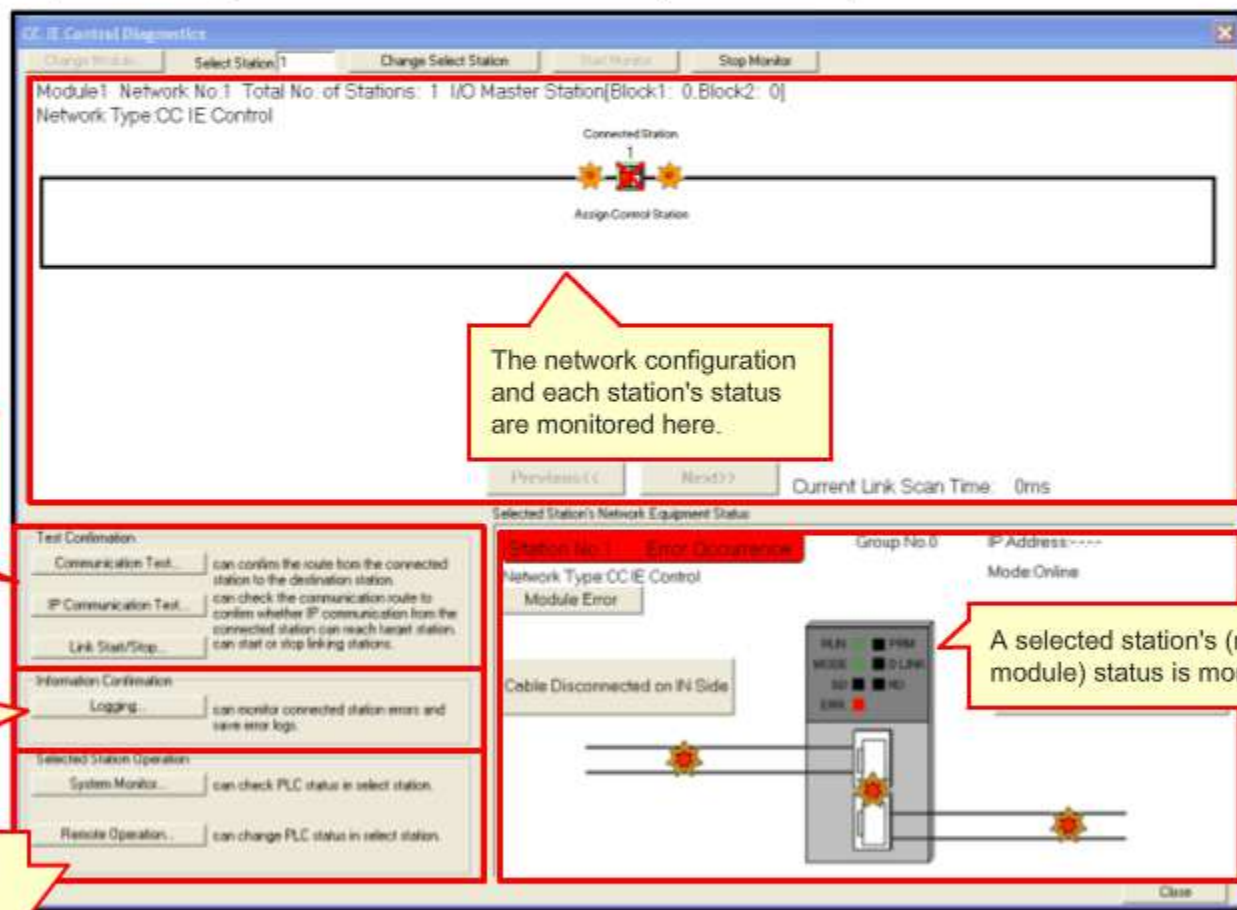 CC IE Control Diagnostics
Change Module... Select Station 1 Change Select Station Start Monitor Stop Monitor
Module1 Network No.1 Total No. of Stations: 1 I/O Master Station[Block1: 0.Block2: 0]
Network Type:CC IE Control
Connected Station
1
Assign Control Station
The network configuration
and each station's status
are monitored here.
Previous<< Next>> Current Link Scan Time: 0ms
Selected Station's Network Equipment Status
Test Confirmation
Communication Test... can confirm the route from the connected
station to the destination station.
IP Communication Test... can check the communication route to
confirm whether IP communication from the
connected station can reach target station.
Link Start/Stop... can start or stop linking stations.
Information Confirmation
Logging... can monitor connected station errors and
save error logs.
Selected Station Operation
System Monitor... can check PLC status in select station.
Remote Operation... can change PLC status in select station.
Station No.1 Error Occurrence Group No.0 IP Address:-.-.-.-
Network Type:CC IE Control Mode:Online
Module Error
Cable Disconnected on IN Side
RUN PRM
MODE D LINK
SD RD
ERR
A selected station's (
module) status is mo
Close